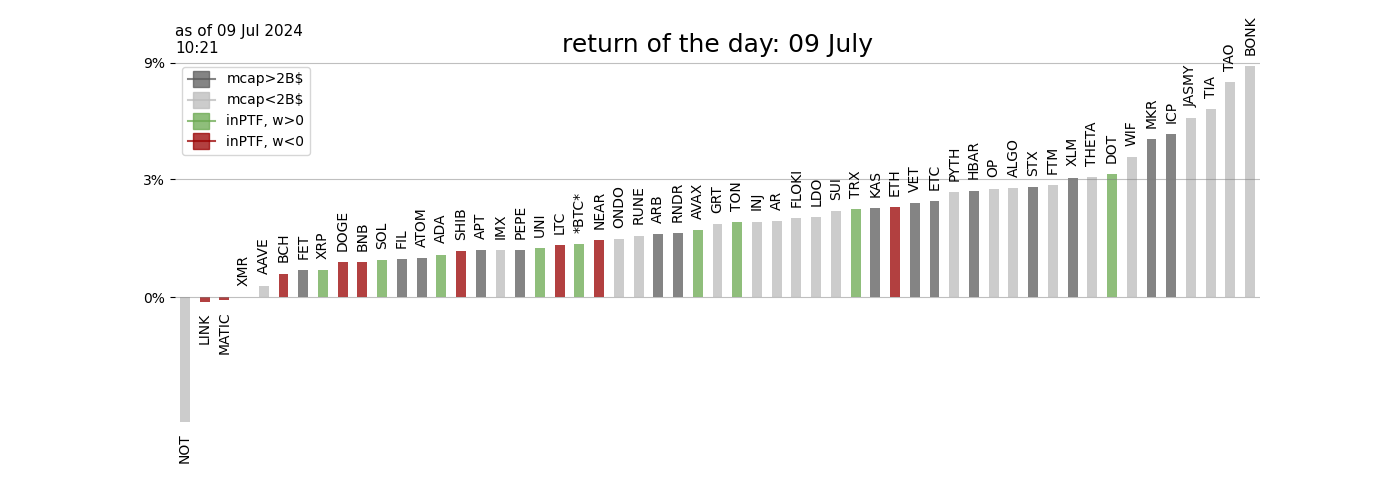 as of 09 Jul 2024
10:21
return of the day: 09 July
mcap>2B$
mcap<2B$
inPTF, w>0
inPTF, w<0
9%
3%
0%
NOT
LINK
MATIC
XMR
AAVE
BCH
FET
XRP
DOGE
BNB
SOL
FIL
ATOM
ADA
SHIB
APT
IMX
PEPE
UNI
LTC
*BTC*
NEAR
ONDO
RUNE
ARB
RNDR
AVAX
GRT
TON
INJ
AR
FLOKI
LDO
SUI
TRX
KAS
ETH
VET
ETC
PYTH
HBAR
OP
ALGO
STX
FTM
XLM
THETA
DOT
WIF
MKR
ICP
JASMY
TIA
TAO
BONK